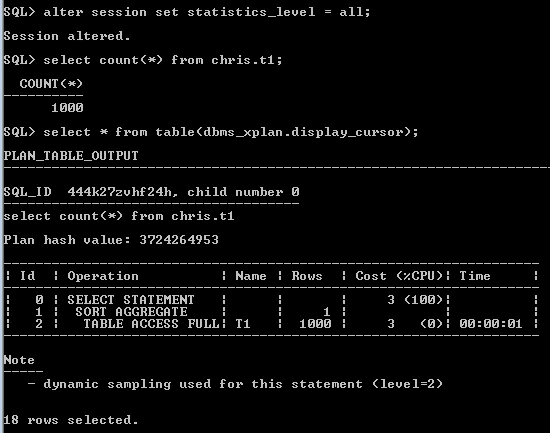 SQL> alter session set statistics_level = all;
Session altered.
SQL> select count(*) from chris.t1;
  COUNT(*)
----------
      1000
SQL> select * from table(dbms_xplan.display_cursor);
PLAN_TABLE_OUTPUT
--------------------------------------------------------------------------------
SQL_ID  444k27zvhf24h, child number 0
-------------------------------------
select count(*) from chris.t1
Plan hash value: 3724264953
-------------------------------------------------------------------
| Id  | Operation          | Name | Rows  | Cost (%CPU)| Time     |
-------------------------------------------------------------------
|   0 | SELECT STATEMENT   |      |       |     3 (100)|          |
|   1 |  SORT AGGREGATE    |      |     1 |            |          |
|   2 |   TABLE ACCESS FULL| T1   |  1000 |     3   (0)| 00:00:01 |
-------------------------------------------------------------------
Note
-----
   - dynamic sampling used for this statement (level=2)
18 rows selected.